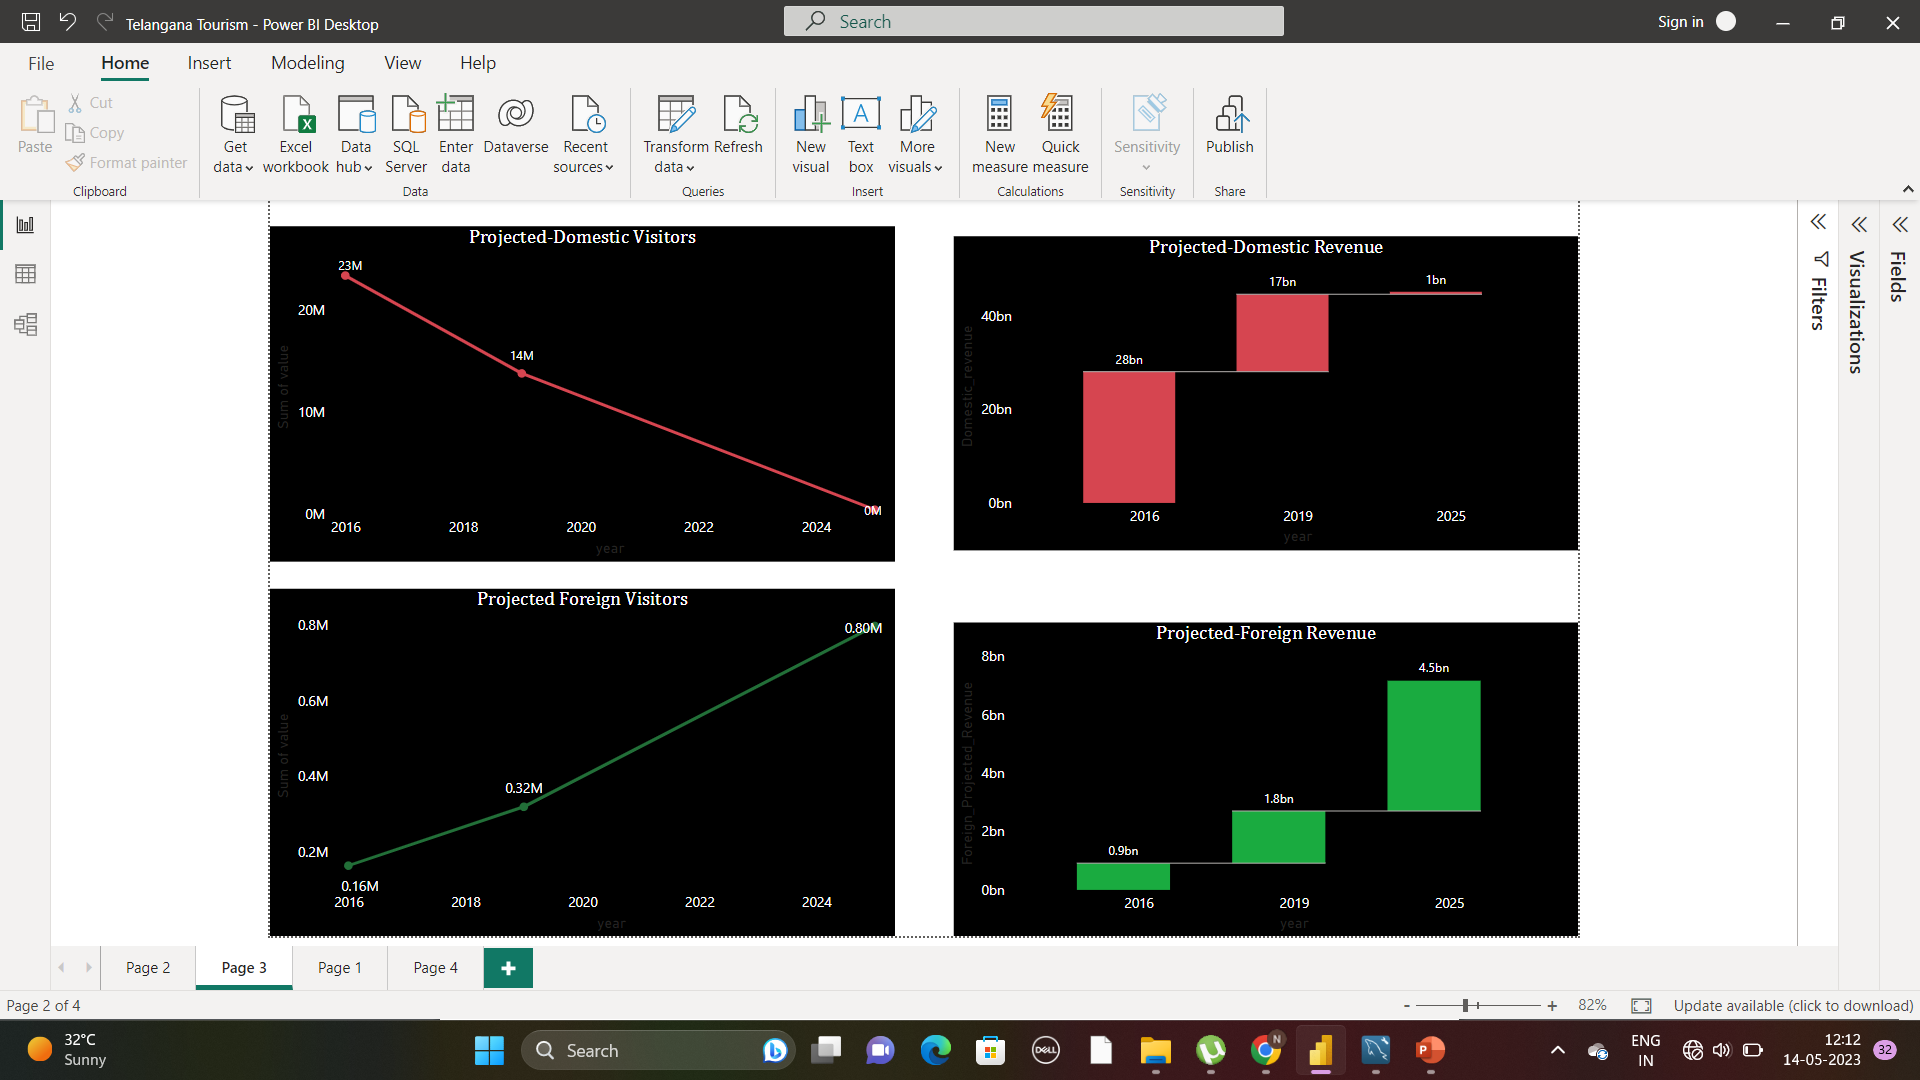 Telangana Tourism - Power BI Desktop
Search
Sign in
File
Home
Insert
Modeling
View
Help
Paste
Cut
Copy
Format painter
Clipboard
Get data
Excel workbook
Data hub
SQL Server
Enter data
Dataverse
Recent sources
Data
Transform data
Refresh
Queries
New visual
Text box
More visuals
Insert
New measure
Quick measure
Calculations
Sensitivity
Sensitivity
Publish
Share
Projected-Domestic Visitors
Sum of value
20M
10M
0M
23M
14M
0M
2016
2018
2020
2022
2024
year
Projected-Domestic Revenue
Domestic_revenue
40bn
20bn
0bn
28bn
17bn
1bn
2016
2019
2025
year
Projected Foreign Visitors
Sum of value
0.8M
0.6M
0.4M
0.2M
0.16M
0.32M
0.80M
2016
2018
2020
2022
2024
year
Projected-Foreign Revenue
Foreign_Projected_Revenue
8bn
6bn
4bn
2bn
0bn
0.9bn
1.8bn
4.5bn
2016
2019
2025
year
Filters
Visualizations
Fields
Page 2
Page 3
Page 1
Page 4
+
Page 2 of 4
- + 82%
Update available (click to download)
32°C
Sunny
Search
DELL
N
P
ENG
IN
12:12
14-05-2023
32